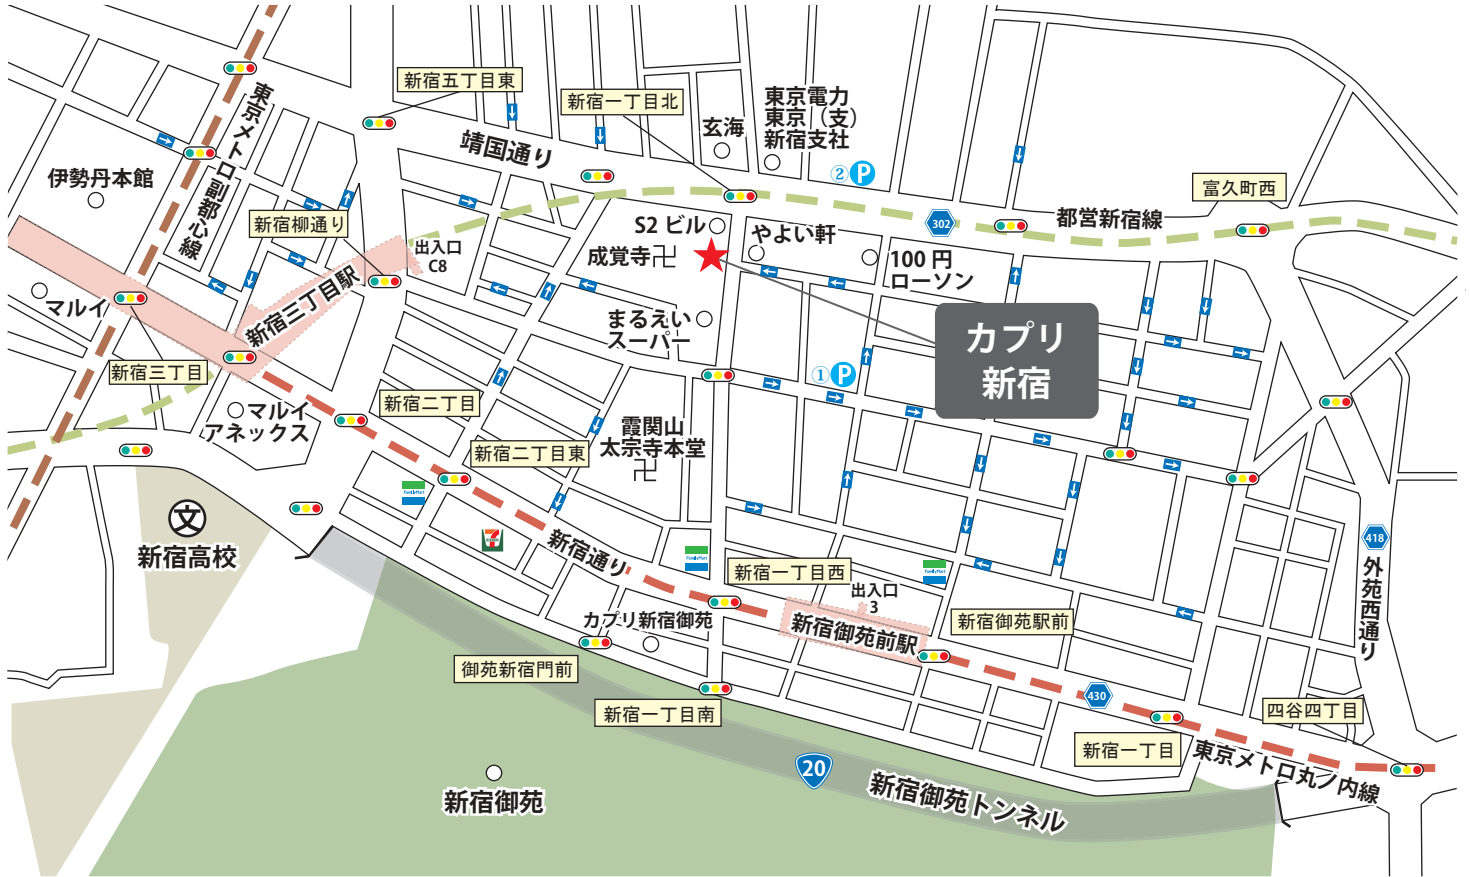 新宿五丁目東
新宿一丁目北
東京電力
東京（支）
新宿支社
玄海
靖国通り
②P
東京メトロ副都心線
伊勢丹本館
富久町西
新宿柳通り
都営新宿線
302
S2 ビル
やよい軒
成覚寺
出入口
C8
100 円
ローソン
新宿三丁目駅
マルイ
まるえい
スーパー
カプリ
新宿
新宿三丁目
①P
マルイ
アネックス
新宿二丁目
霞関山
太宗寺本堂
新宿二丁目東
FamilyMart
文
新宿高校
7
新宿通り
FamilyMart
新宿一丁目西
FamilyMart
418
外苑西通り
出入口
3
カプリ新宿御苑
新宿御苑前駅
新宿御苑駅前
御苑新宿門前
新宿一丁目南
430
四谷四丁目
新宿一丁目
東京メトロ丸ノ内線
20
新宿御苑
新宿御苑トンネル